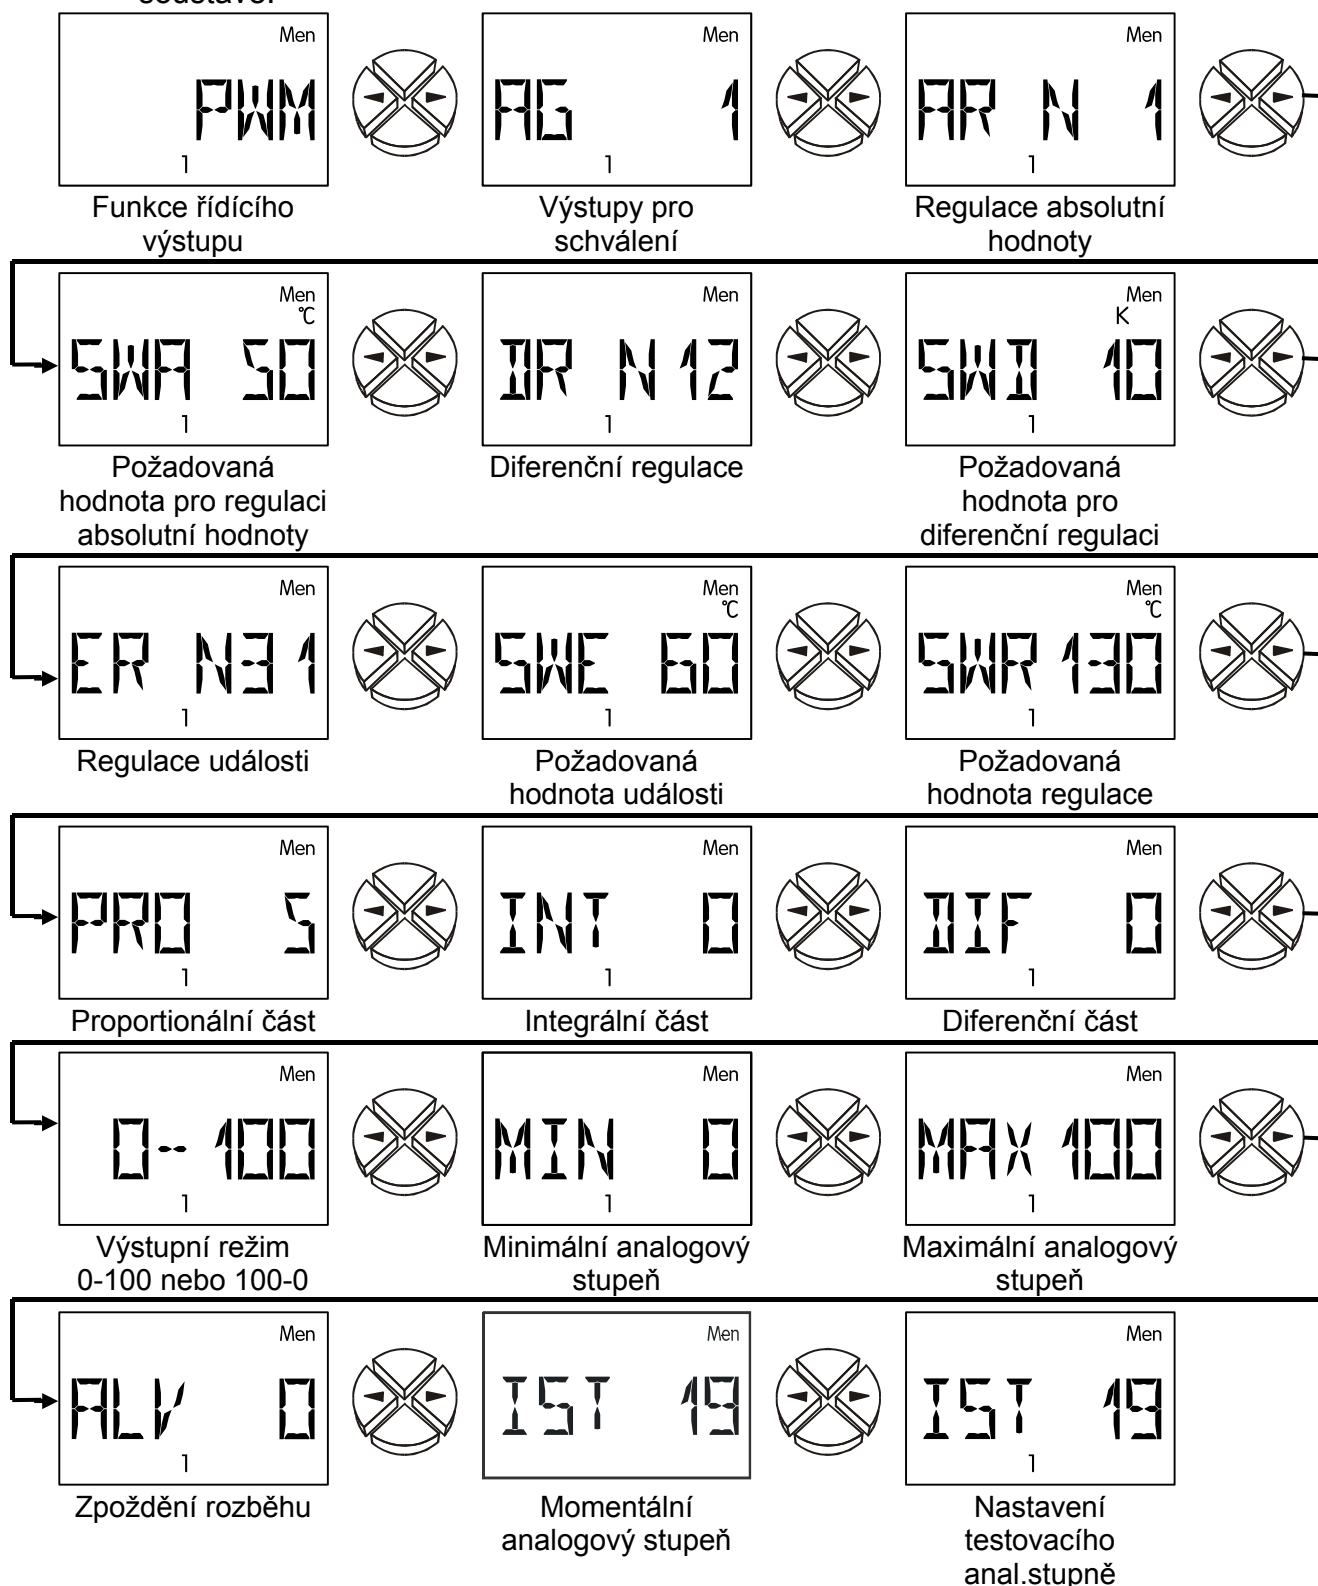 Men Men Men
PWM AG 1 AR N 1
1 1 1
Funkce řídícího Výstupy pro Regulace absolutní
výstupu schválení hodnoty
Men Men Men
°C K
SWA 50 DR N12 SWD 10
1 1 1
Požadovaná Diferenční regulace Požadovaná
hodnota pro regulaci hodnota pro
absolutní hodnoty diferenční regulaci
Men Men Men
°C °C
ER N31 SWE 60 SWR 130
1 1 1
Regulace události Požadovaná Požadovaná
hodnota události hodnota regulace
Men Men Men
PRO 5 INT 0 DIF 0
1 1 1
Proportionální část Integrální část Diferenční část
Men Men Men
0-100 MIN 0 MAX 100
1 1 1
Výstupní režim Minimální analogový Maximální analogový
0-100 nebo 100-0 stupeň stupeň
Men Men Men
ALV 0 IST 19 IST 19
1 1
Zpoždění rozběhu Momentální Nastavení
analogový stupeň testovacího
anal.stupně